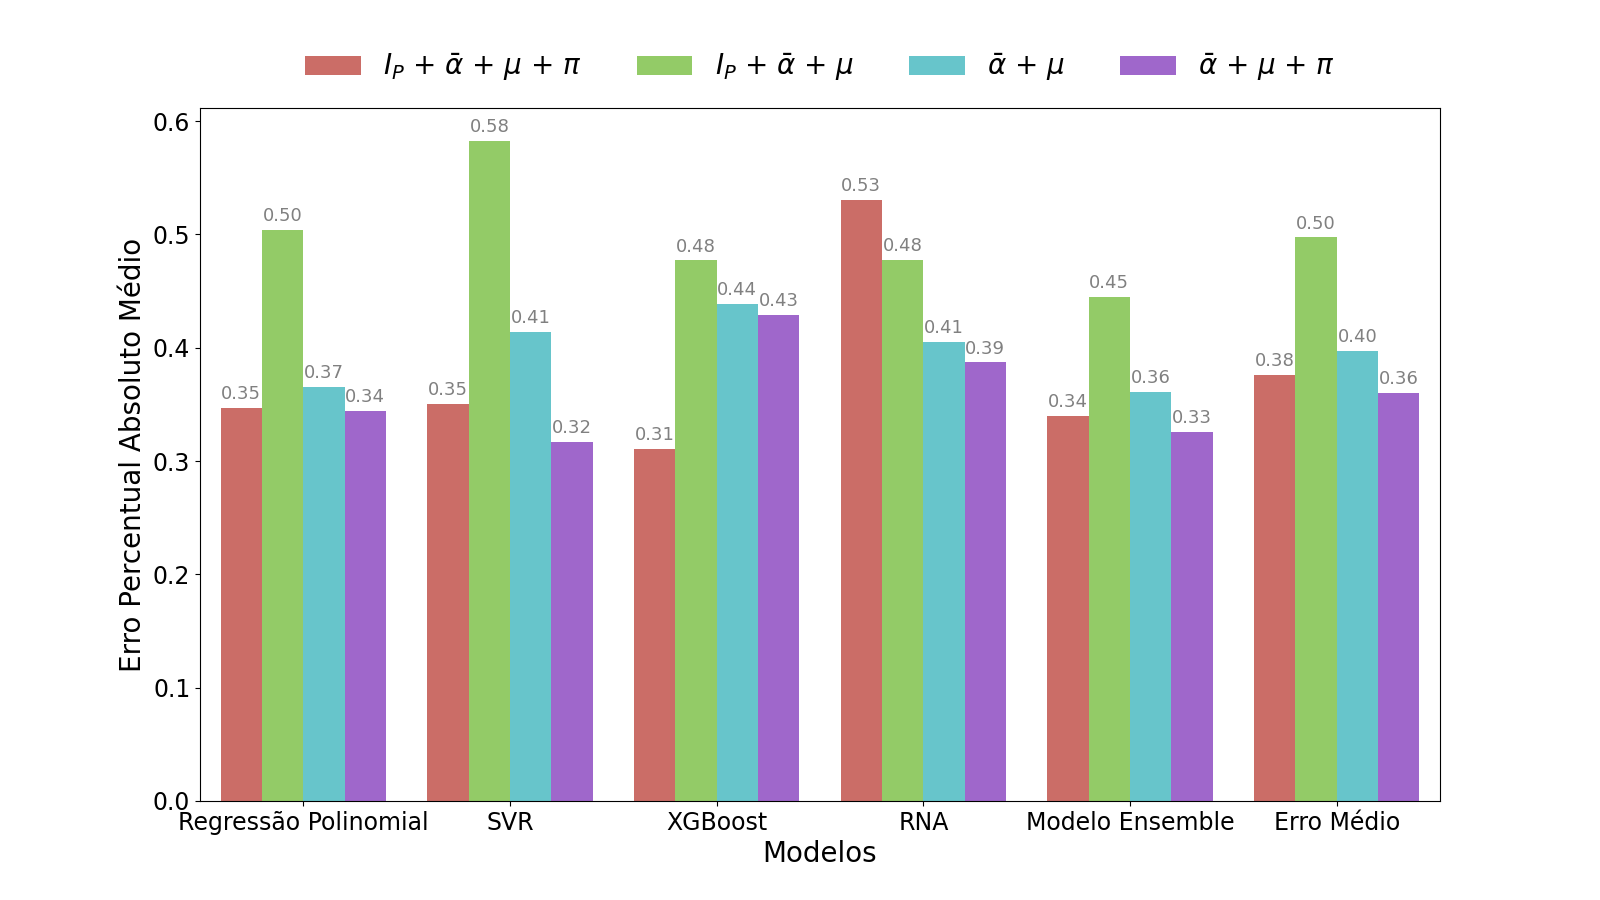 I_P + ᾱ + μ + π    I_P + ᾱ + μ    ᾱ + μ    ᾱ + μ + π
Erro Percentual Absoluto Médio
0.6
0.5
0.4
0.3
0.2
0.1
0.0
0.35 0.50 0.37 0.34
0.35 0.58 0.41 0.32
0.31 0.48 0.44 0.43
0.53 0.48 0.41 0.39
0.34 0.45 0.36 0.33
0.38 0.50 0.40 0.36
Regressão Polinomial SVR XGBoost RNA Modelo Ensemble Erro Médio
Modelos